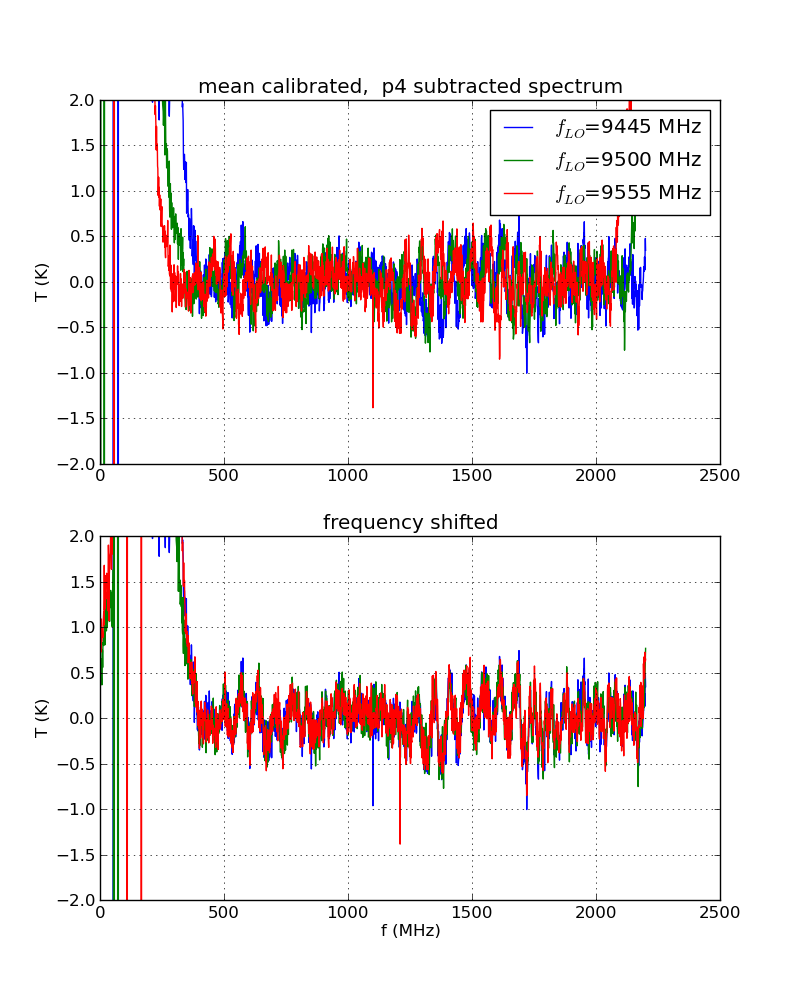 mean calibrated,  p4 subtracted spectrum
2.0
1.5
1.0
0.5
0.0
−0.5
−1.0
−1.5
−2.0
T (K)
f_LO=9445 MHz
f_LO=9500 MHz
f_LO=9555 MHz
0 500 1000 1500 2000 2500
frequency shifted
2.0
1.5
1.0
0.5
0.0
−0.5
−1.0
−1.5
−2.0
T (K)
0 500 1000 1500 2000 2500
f (MHz)